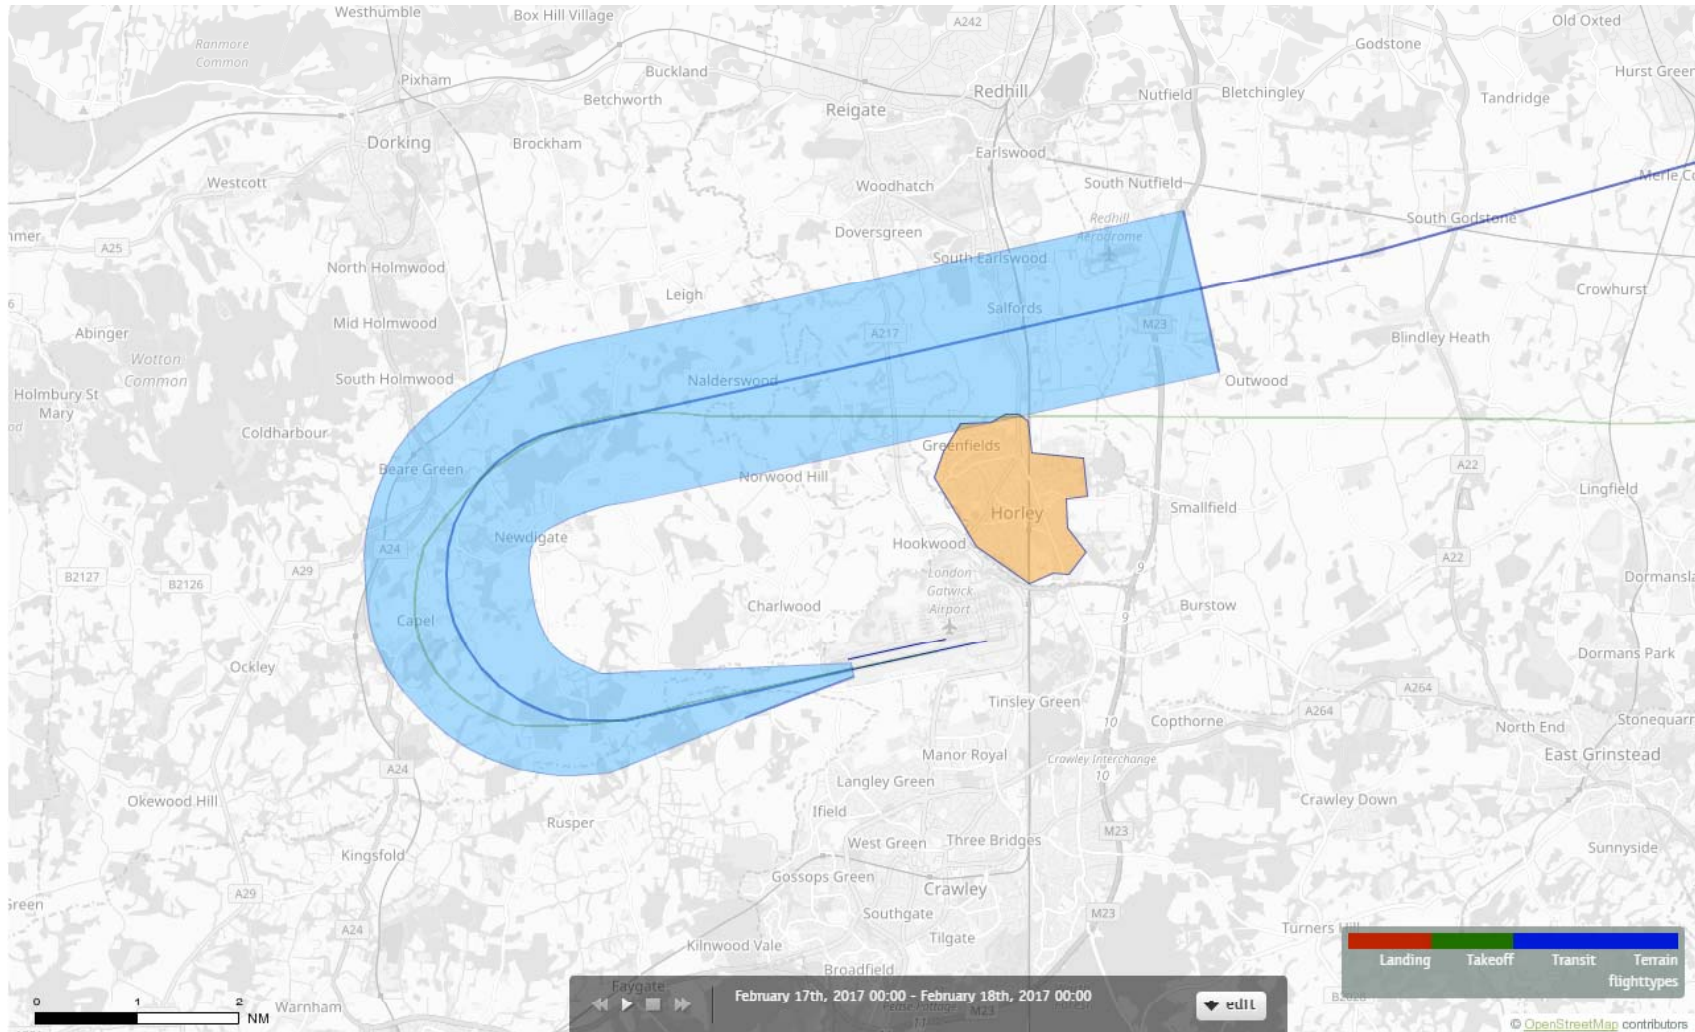 Westhumble
Box Hill Village
A242
Old Oxted
Ranmore
Common
Godstone
Pixham
Buckland
Hurst Green
Redhill
Nutfield
Bletchingley
Betchworth
Tandridge
Reigate
Dorking
Brockham
Earlswood
Westcott
Woodhatch
South Nutfield
A25
Doversgreen
Redhill
Aerodrome
South Godstone
North Holmwood
South Earlswood
Leigh
Salfords
Crowhurst
Abinger
Mid Holmwood
A217
M23
Blindley Heath
Wotton
Common
South Holmwood
Nalderswood
Outwood
Holmbury St
Mary
Coldharbour
Greenfields
Beare Green
Norwood Hill
A22
Lingfield
Horley
Smallfield
Newdigate
Hookwood
A24
A22
B2127
B2126
A29
London
Gatwick
Airport
9
Charlwood
Burstow
Capel
9
Ockley
Dormans Park
A264
Tinsley Green
A264
10
Copthorne
North End
Manor Royal
Crawley Interchange
10
East Grinstead
A24
Langley Green
Okewood Hill
Ifield
Crawley Down
Rusper
M23
West Green
Three Bridges
Sunnyside
Kingsfold
Gossops Green
A29
Crawley
Southgate
M23
A24
Tilgate
Kilnwood Vale
Broadfield
Landing
Takeoff
Transit
Terrain
flighttypes
Faygate
February 17th, 2017 00:00 - February 18th, 2017 00:00
edit
0
1
2
NM
Warnham
M23
11
© OpenStreetMap contributors